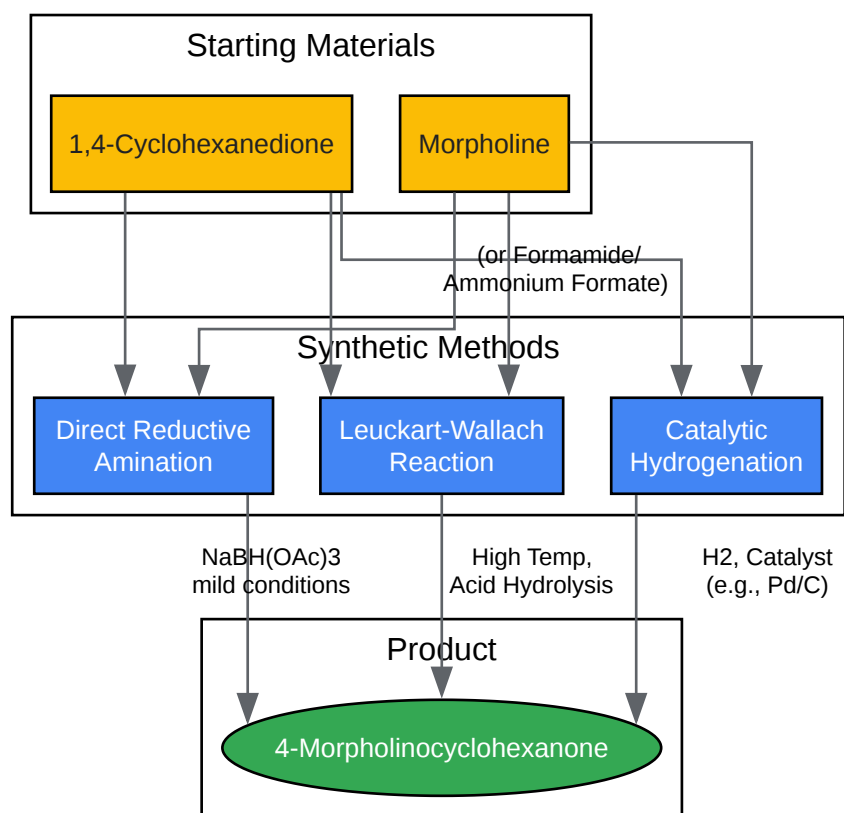 Starting Materials
1,4-Cyclohexanedione
Morpholine
(or Formamide/
Ammonium Formate)
Synthetic Methods
Direct Reductive
Amination
Leuckart-Wallach
Reaction
Catalytic
Hydrogenation
NaBH(OAc)3
mild conditions
High Temp,
Acid Hydrolysis
H2, Catalyst
(e.g., Pd/C)
Product
4-Morpholinocyclohexanone